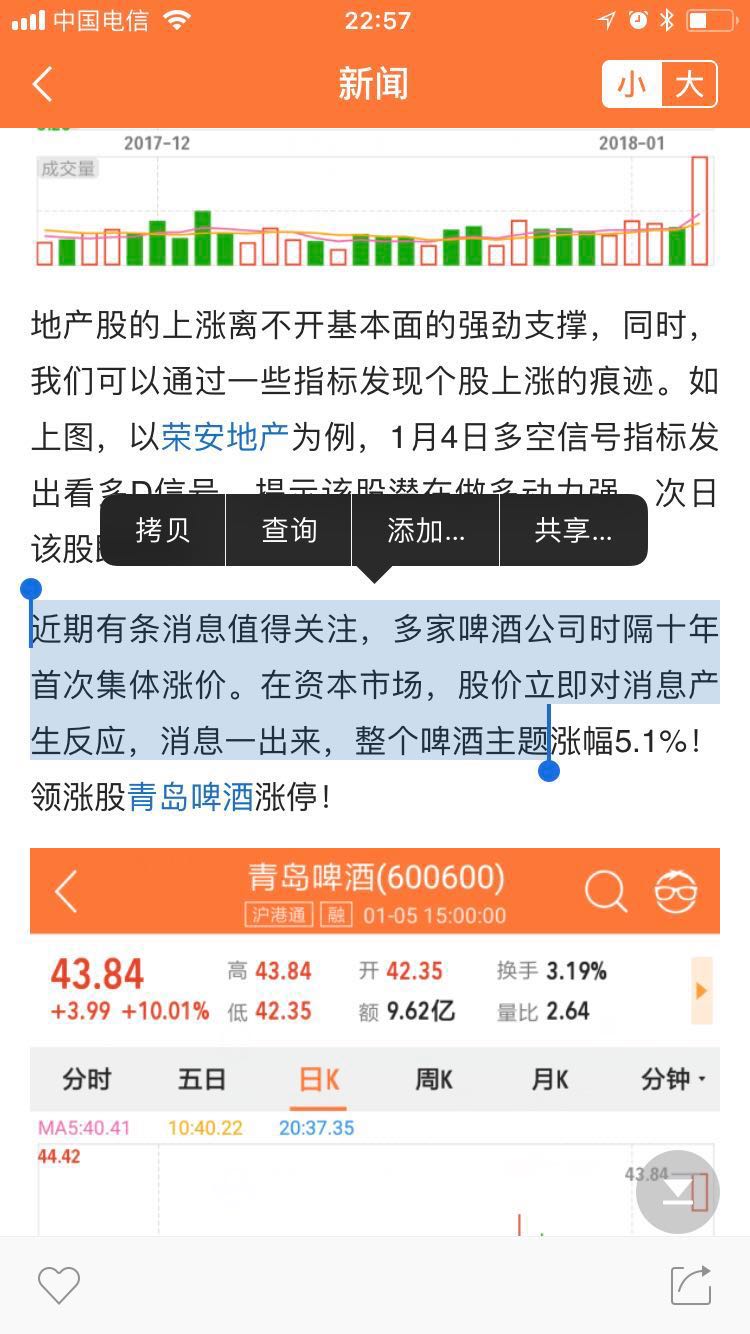 中国电信
22:57
新闻
小 大
2017-12
2018-01
成交量
地产股的上涨离不开基本面的强劲支撑，同时，
我们可以通过一些指标发现个股上涨的痕迹。如
上图，以荣安地产为例，1月4日多空信号指标发
出看多D信号，提示该股潜在做多动力强，次日
该股
拷贝 查询 添加... 共享...
近期有条消息值得关注，多家啤酒公司时隔十年
首次集体涨价。在资本市场，股价立即对消息产
生反应，消息一出来，整个啤酒主题涨幅5.1%！
领涨股青岛啤酒涨停！
青岛啤酒(600600)
沪港通 融 01-05 15:00:00
43.84 高 43.84 开 42.35 换手 3.19%
+3.99 +10.01% 低 42.35 额 9.62亿 量比 2.64
分时 五日 日K 周K 月K 分钟
MA5:40.41 10:40.22 20:37.35
44.42
43.84